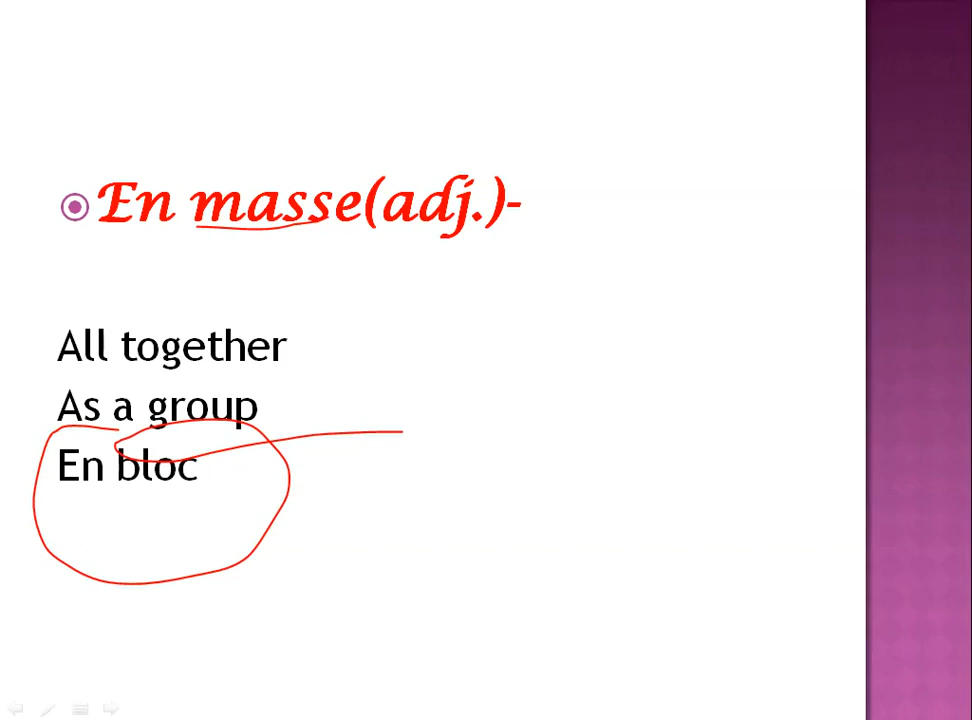 En masse(adj.)-
All together
As a group
En bloc